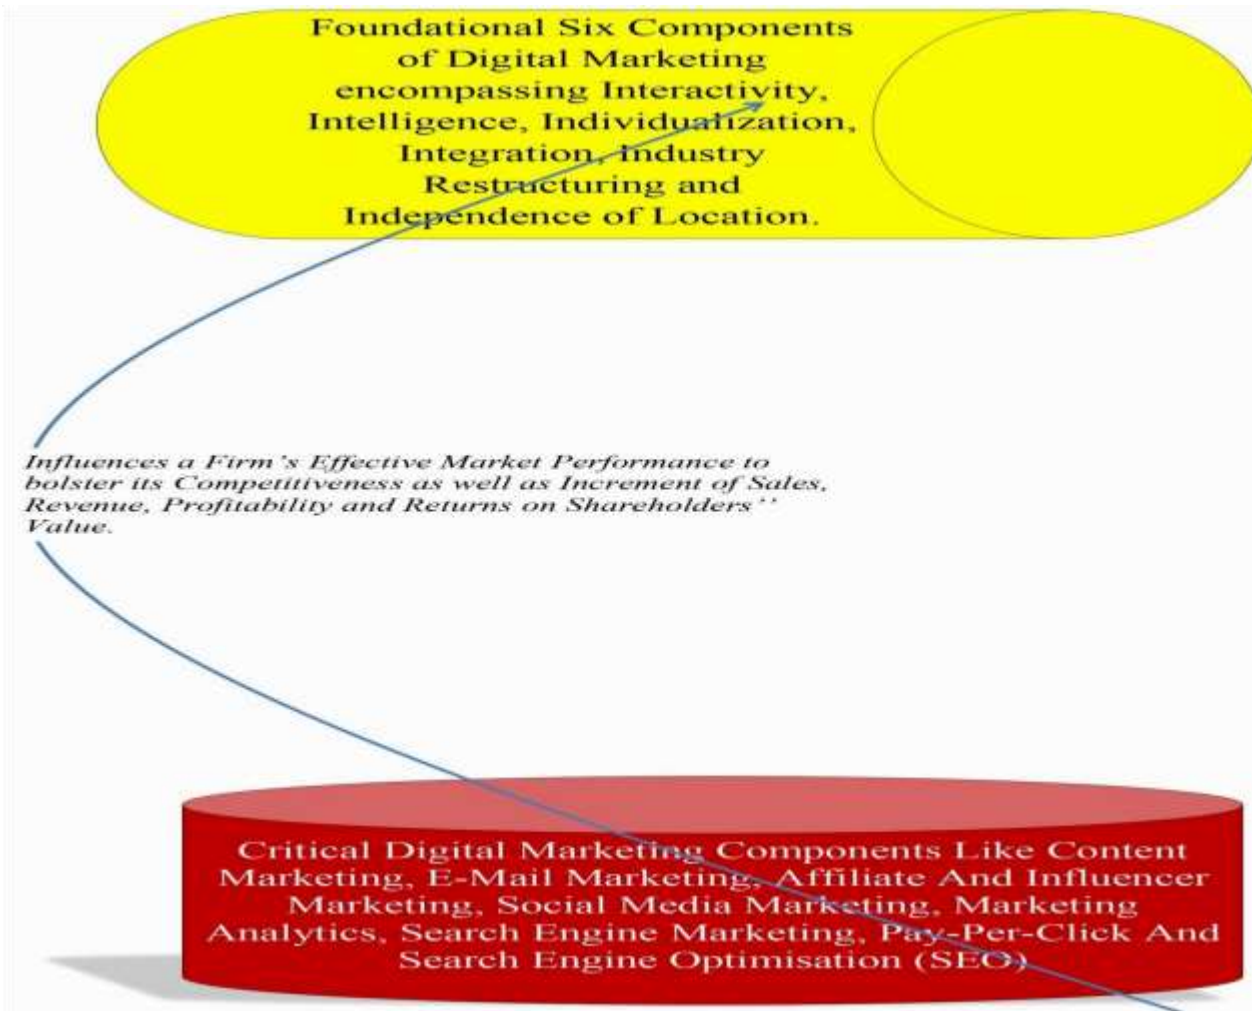 Foundational Six Components
of Digital Marketing
encompassing Interactivity,
Intelligence, Individualization,
Integration, Industry
Restructuring and
Independence of Location.
Influences a Firm's Effective Market Performance to
bolster its Competitiveness as well as Increment of Sales,
Revenue, Profitability and Returns on Shareholders''
Value.
Critical Digital Marketing Components Like Content
Marketing, E-Mail Marketing, Affiliate And Influencer
Marketing, Social Media Marketing, Marketing
Analytics, Search Engine Marketing, Pay-Per-Click And
Search Engine Optimisation (SEO)